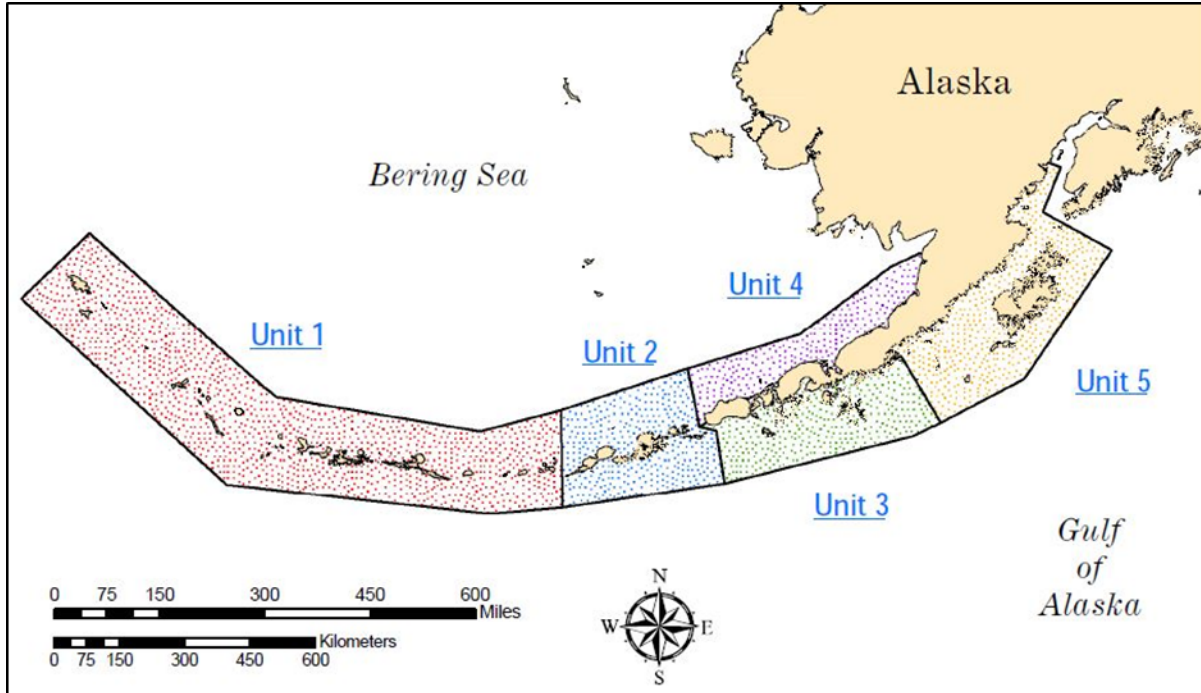 Alaska
Bering Sea
Unit 4
Unit 1
Unit 2
Unit 5
Unit 3
Gulf
of
Alaska
0 75 150 300 450 600
Miles
Kilometers
0 75 150 300 450 600
N
W E
S